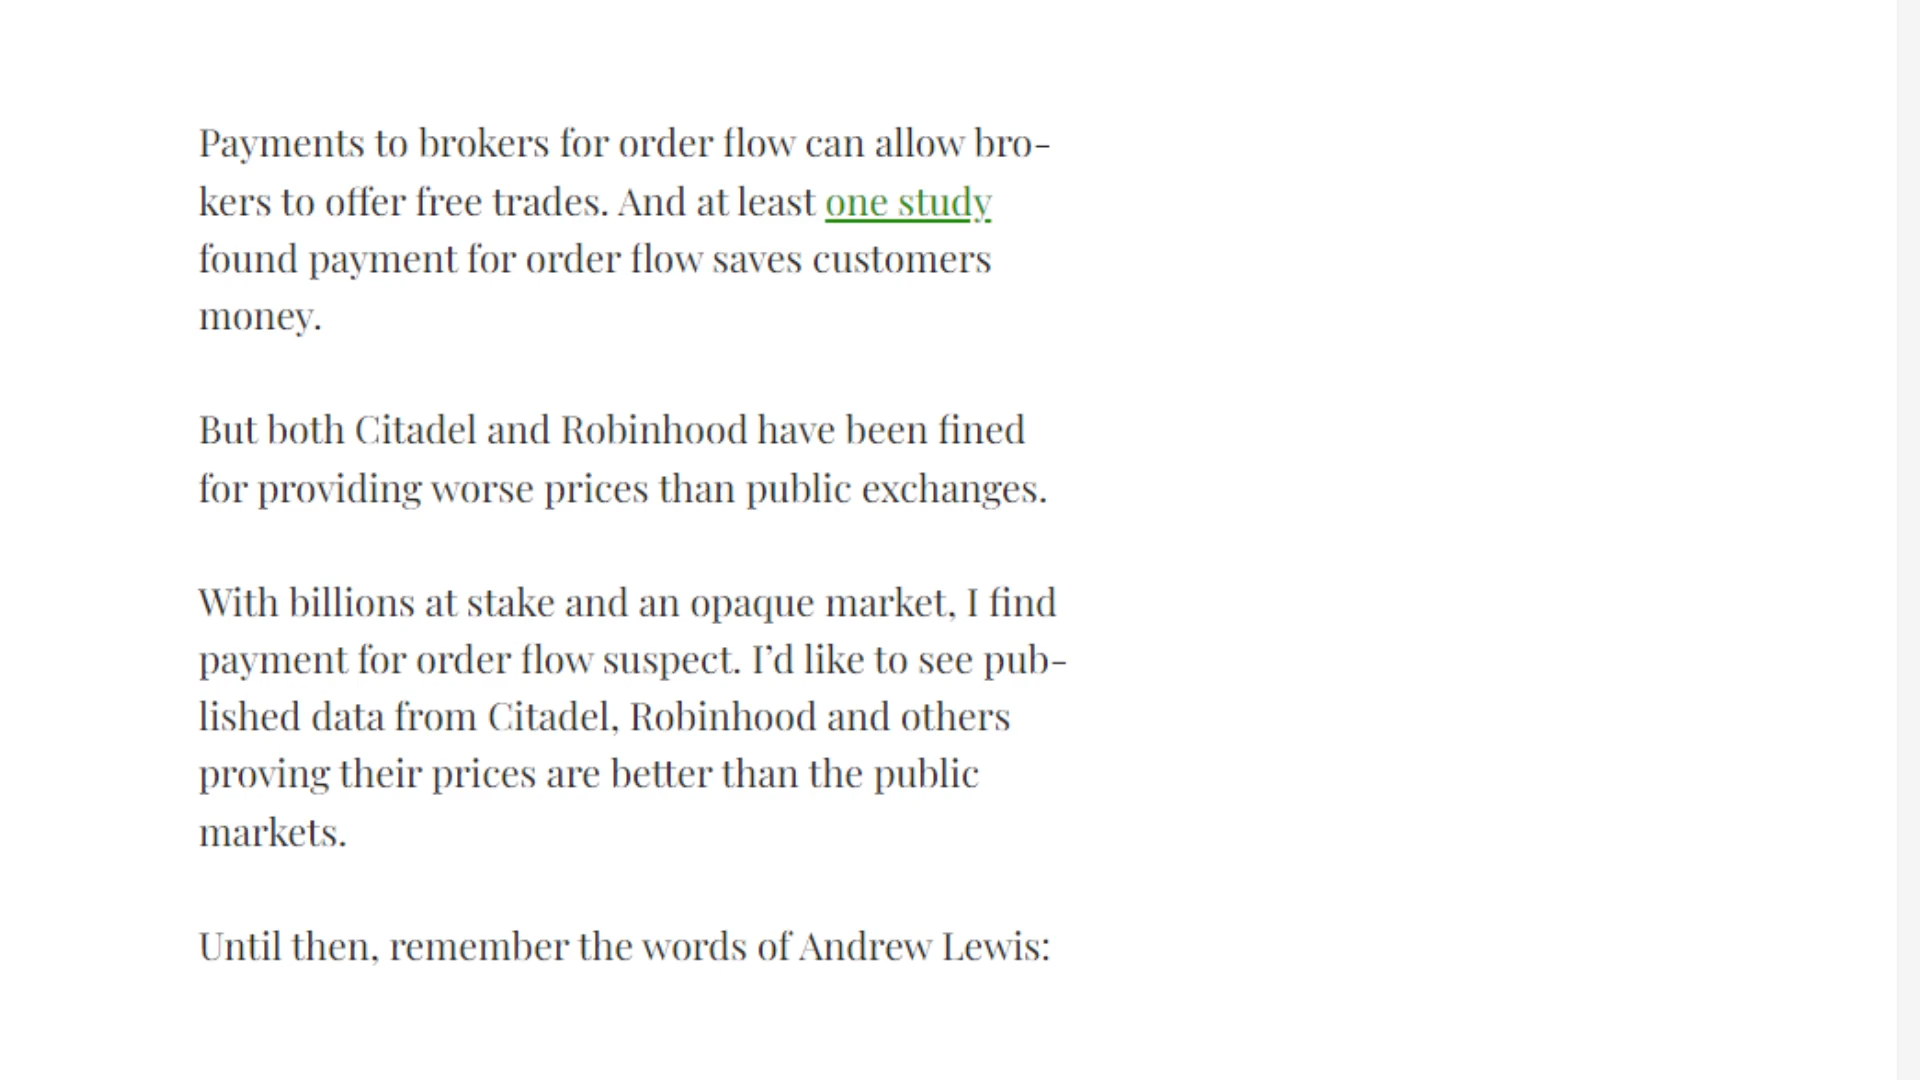 Payments to brokers for order flow can allow bro-
kers to offer free trades. And at least one study
found payment for order flow saves customers
money.
But both Citadel and Robinhood have been fined
for providing worse prices than public exchanges.
With billions at stake and an opaque market, I find
payment for order flow suspect. I’d like to see pub-
lished data from Citadel, Robinhood and others
proving their prices are better than the public
markets.
Until then, remember the words of Andrew Lewis: